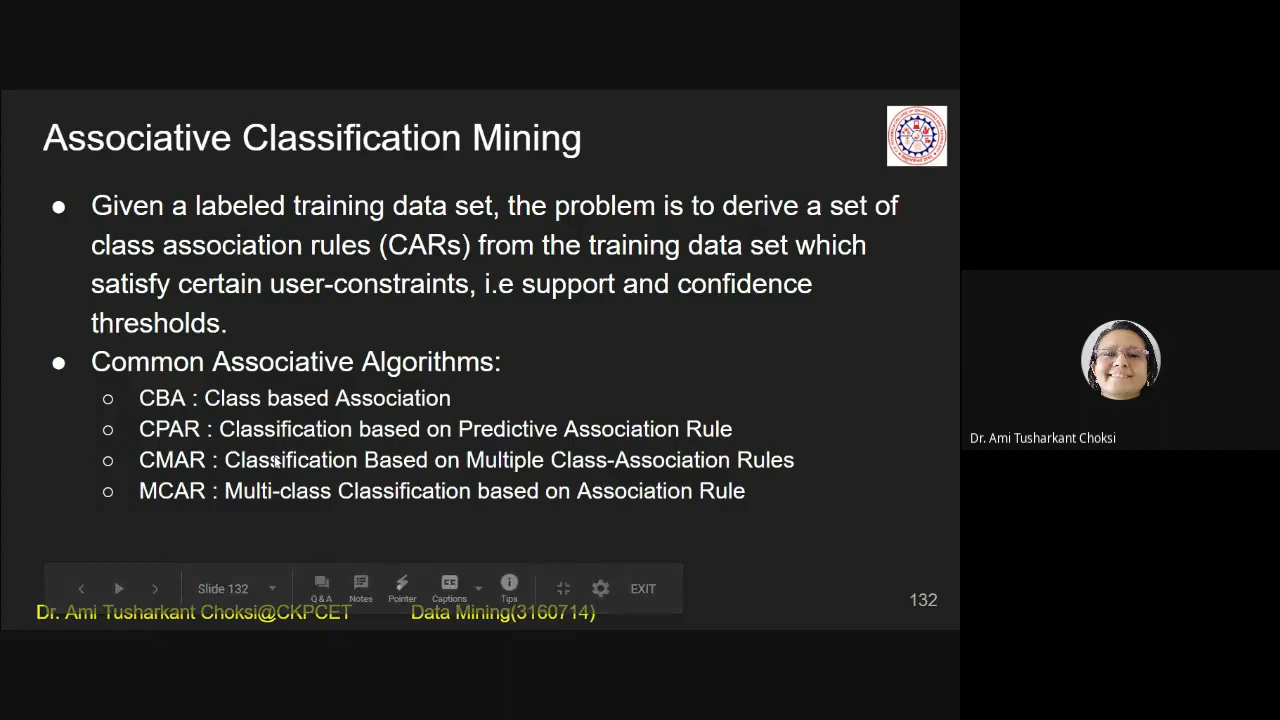 Associative Classification Mining
● Given a labeled training data set, the problem is to derive a set of
class association rules (CARs) from the training data set which
satisfy certain user-constraints, i.e support and confidence
thresholds.
● Common Associative Algorithms:
○ CBA : Class based Association
○ CPAR : Classification based on Predictive Association Rule
○ CMAR : Classification Based on Multiple Class-Association Rules
○ MCAR : Multi-class Classification based on Association Rule
Slide 132
Q & A
Notes
Pointer
Captions
Tips
EXIT
Dr. Ami Tusharkant Choksi@CKPCET
Data Mining(3160714)
132
Dr. Ami Tusharkant Choksi